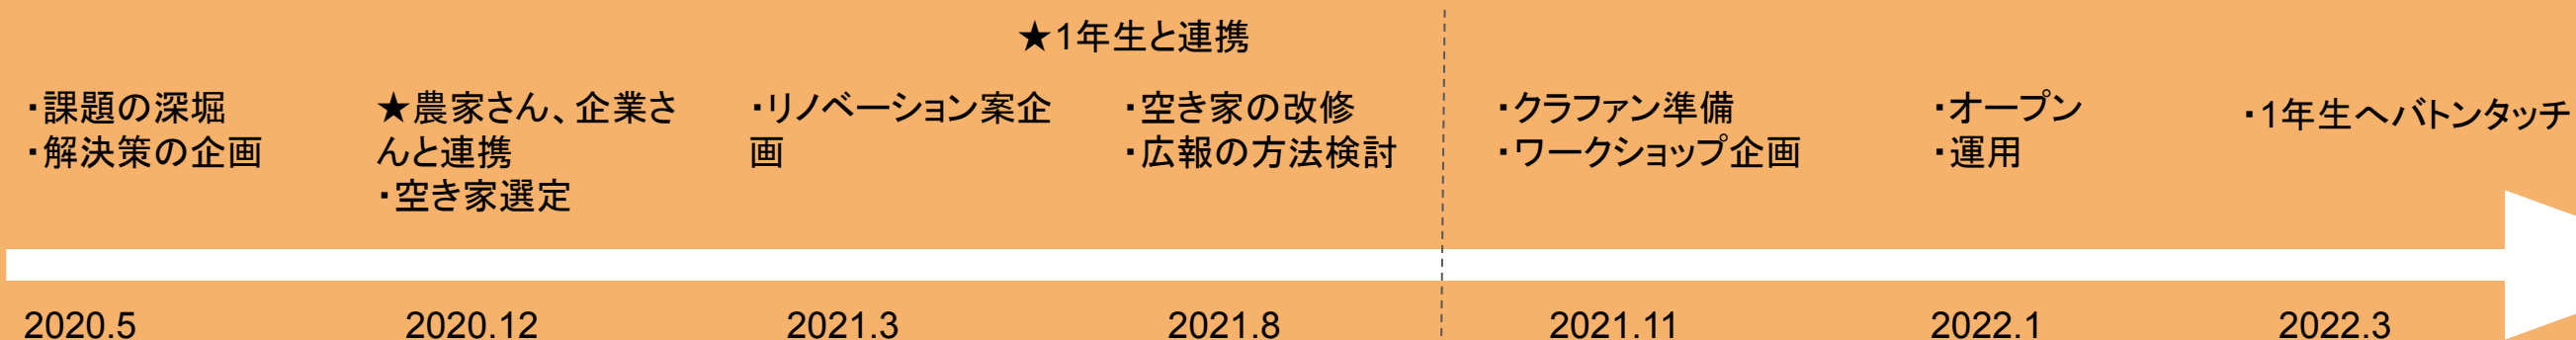 ★1年生と連携
・課題の深堀
・解決策の企画
★農家さん、企業さ
んと連携
・空き家選定
・リノベーション案企
画
・空き家の改修
・広報の方法検討
・クラファン準備
・ワークショップ企画
・オープン
・運用
・1年生へバトンタッチ
2020.5
2020.12
2021.3
2021.8
2021.11
2022.1
2022.3